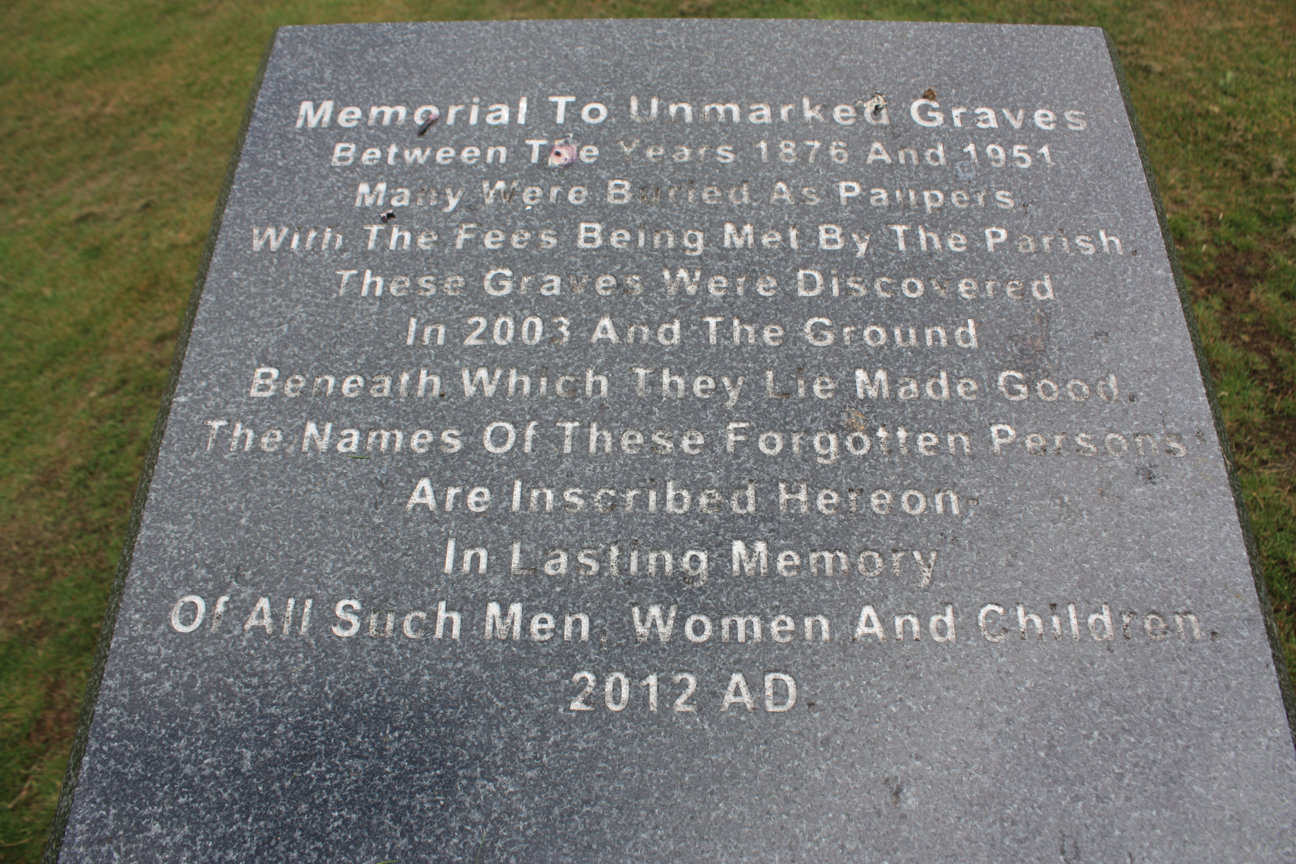 Memorial To Unmarked Graves
Between The Years 1876 And 1951
Many Were Buried As Paupers,
With The Fees Being Met By The Parish.
These Graves Were Discovered
In 2003 And The Ground
Beneath Which They Lie Made Good.
The Names Of These Forgotten Persons,
Are Inscribed Hereon.
In Lasting Memory
Of All Such Men, Women And Children.
2012 AD.